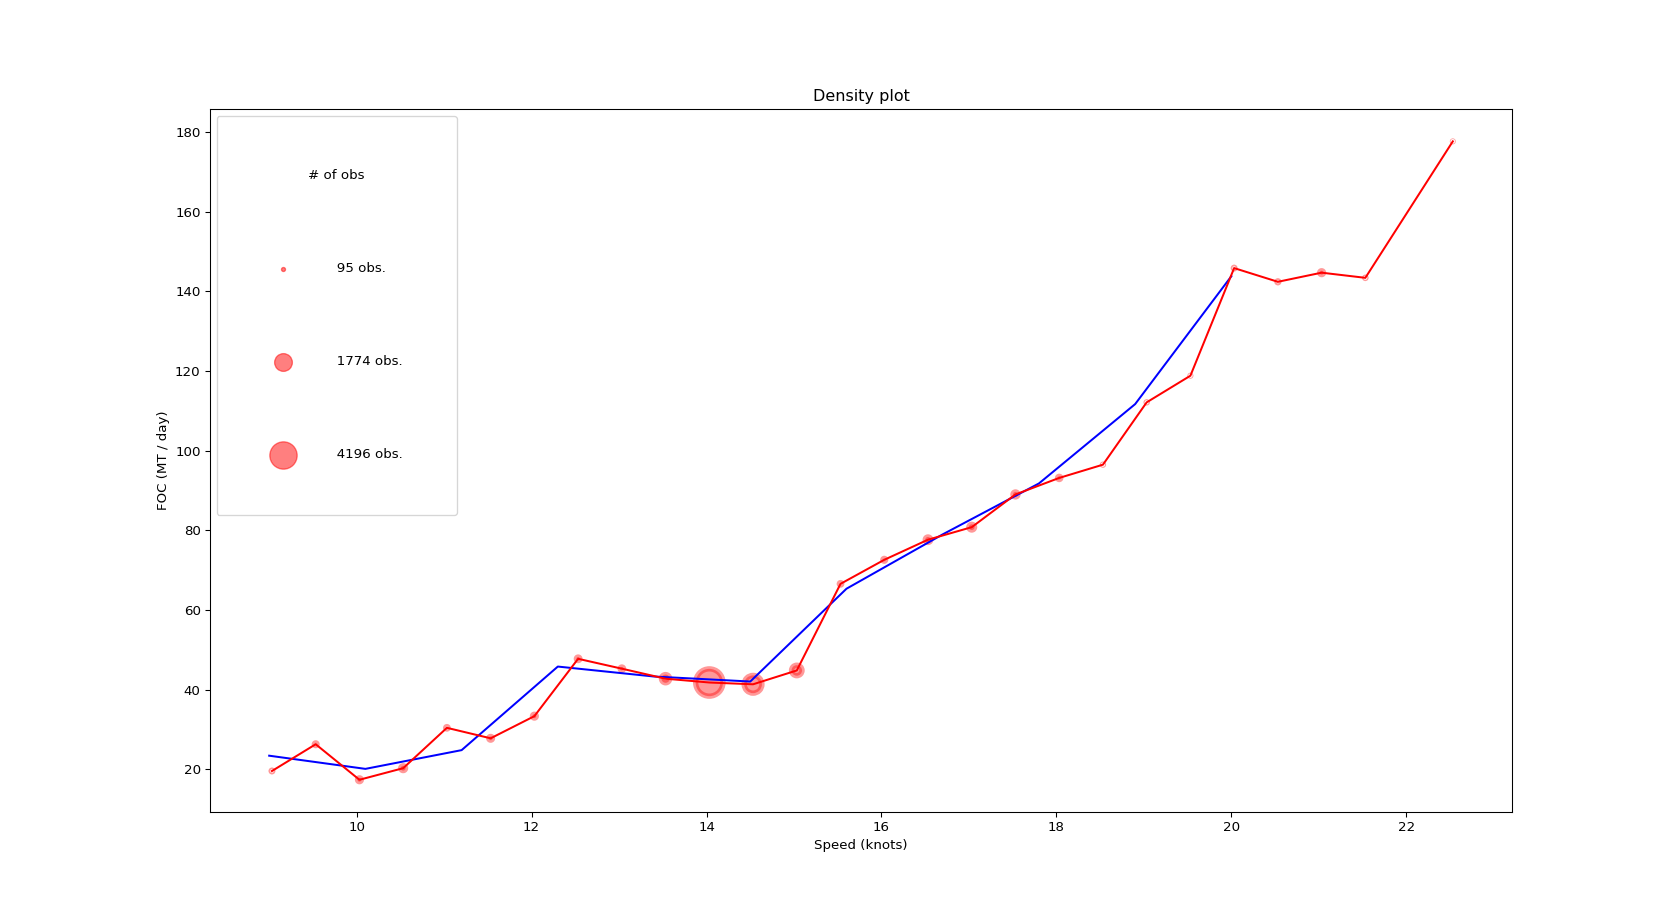 Density plot
# of obs
95 obs.
1774 obs.
4196 obs.
FOC (MT / day)
180
160
140
120
100
80
60
40
20
10 12 14 16 18 20 22
Speed (knots)